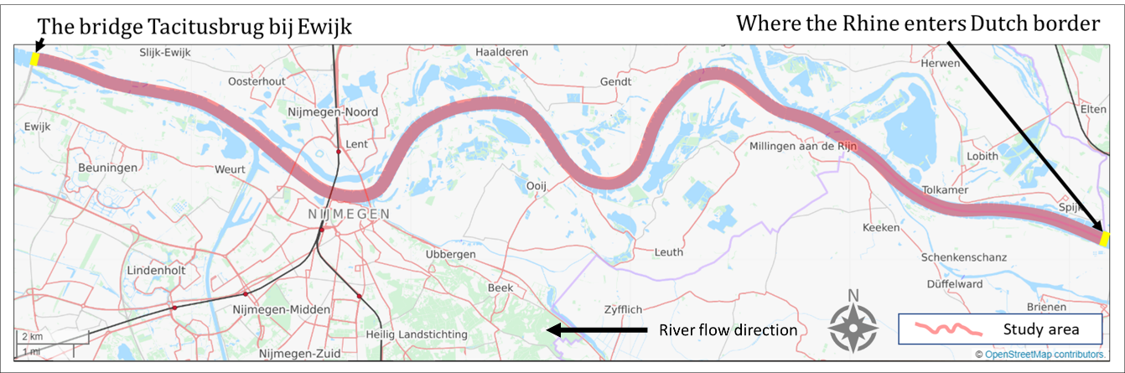 The bridge Tacitusbrug bij Ewijk
Where the Rhine enters Dutch border
Slijk-Ewijk
Haalderen
Herwen
Oosterhout
Gendt
Elten
Nijmegen-Noord
Ewijk
Lent
Millingen aan de Rijn
Lobith
Beuningen
Weurt
Ooij
Tolkamer
Spijk
NIJMEGEN
Keeken
Ubbergen
Leuth
Schenkenschanz
Lindenholt
Beek
Düffelward
Nijmegen-Midden
Zÿfflich
N
Brienen
River flow direction
Study area
2 km
Heilig Landstichting
1 mi
Nijmegen-Zuid
© OpenStreetMap contributors.